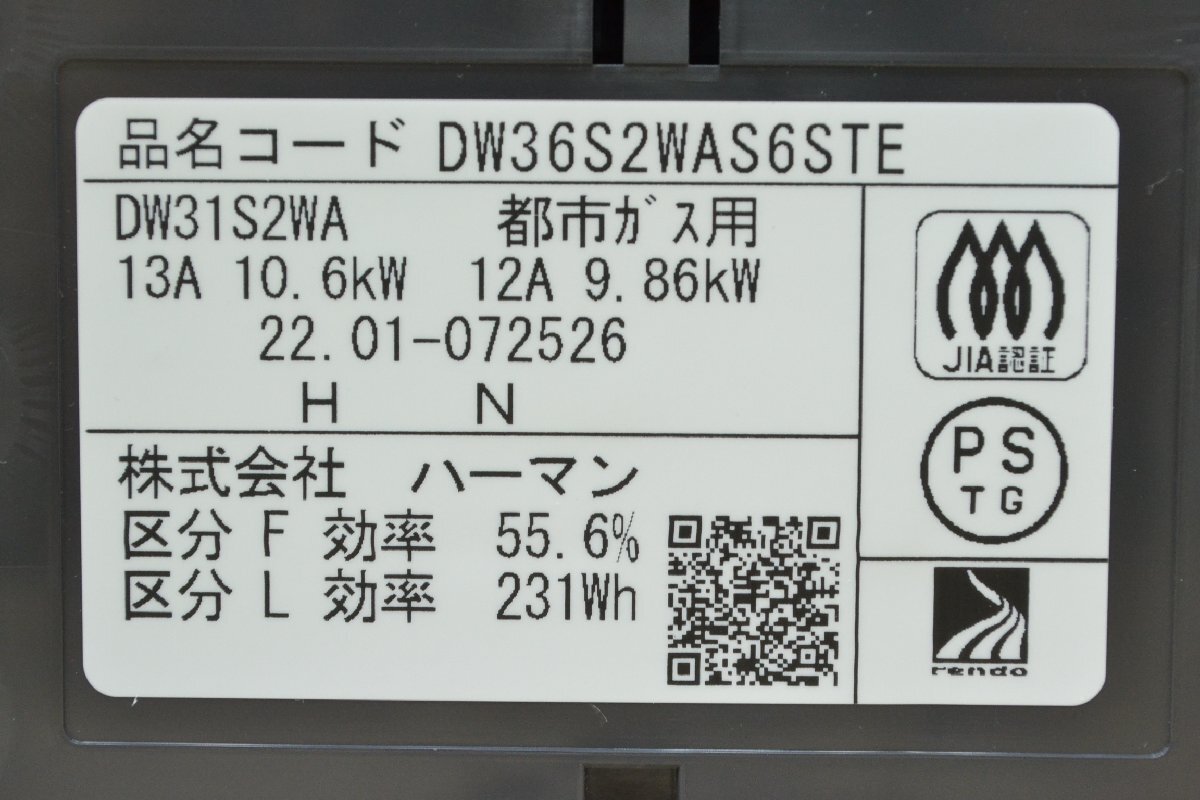 品名コード DW36S2WAS6STE
DW31S2WA 都市ガス用
13A 10.6kW 12A 9.86kW
22.01-072526
H N
株式会社 ハーマン
区分 F 効率 55.6%
区分 L 効率 231Wh
JIA認証
PS
TG
rendo